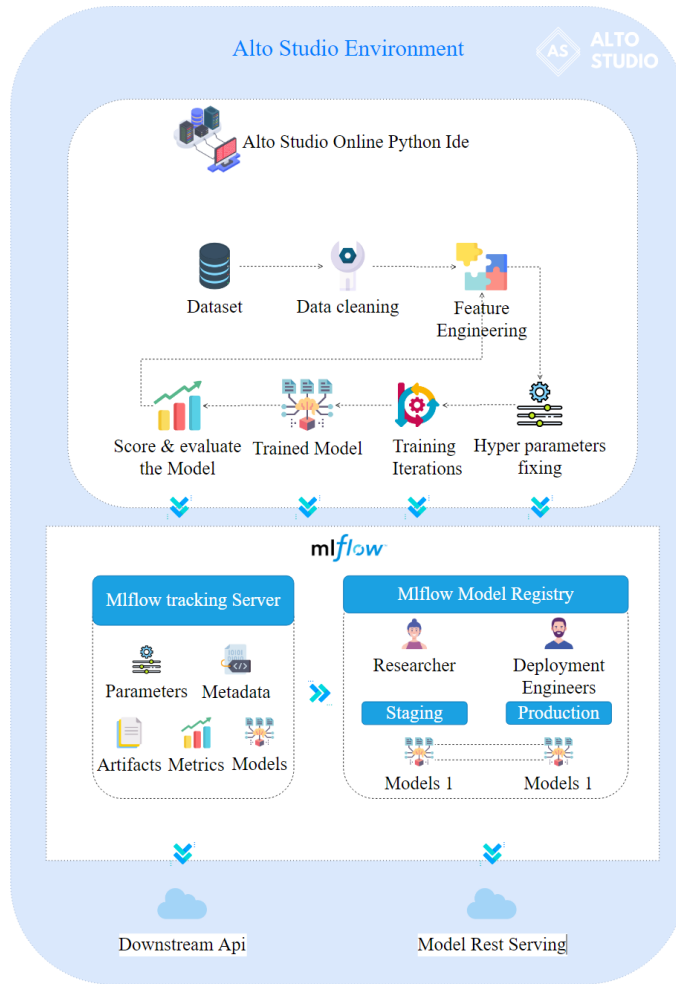 Alto Studio Environment
AS
ALTO
STUDIO
Alto Studio Online Python Ide
Dataset
Data cleaning
Feature
Engineering
Score & evaluate
the Model
Trained Model
Training
Iterations
Hyper parameters
fixing
mlflow
Mlflow tracking Server
Parameters
Metadata
Artifacts
Metrics
Models
Mlflow Model Registry
Researcher
Deployment
Engineers
Staging
Production
Models 1
Models 1
Downstream Api
Model Rest Serving